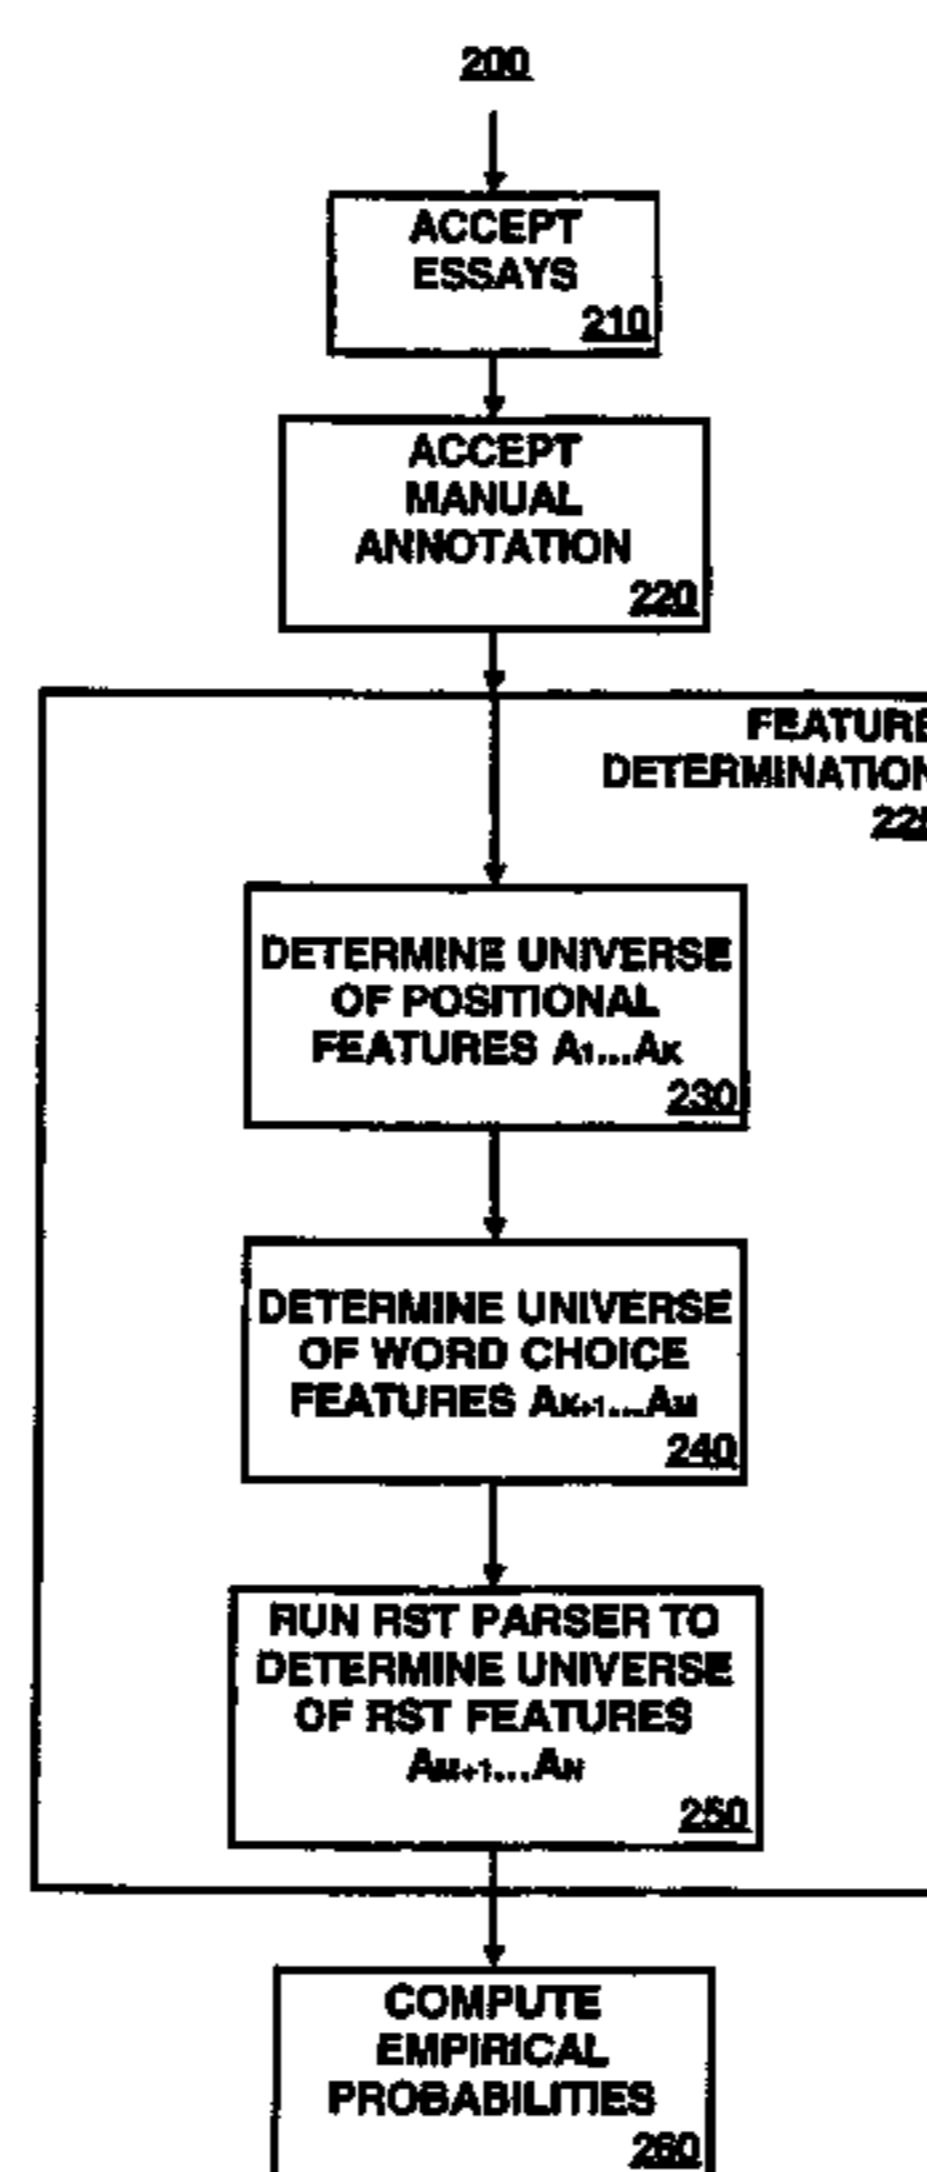 200
ACCEPT
ESSAYS
210
ACCEPT
MANUAL
ANNOTATION
220
FEATURE
DETERMINATION
225
DETERMINE UNIVERSE
OF POSITIONAL
FEATURES A1...AK
230
DETERMINE UNIVERSE
OF WORD CHOICE
FEATURES AK+1...AM
240
RUN RST PARSER TO
DETERMINE UNIVERSE
OF RST FEATURES
AM+1...AN
250
COMPUTE
EMPIRICAL
PROBABILITIES
260